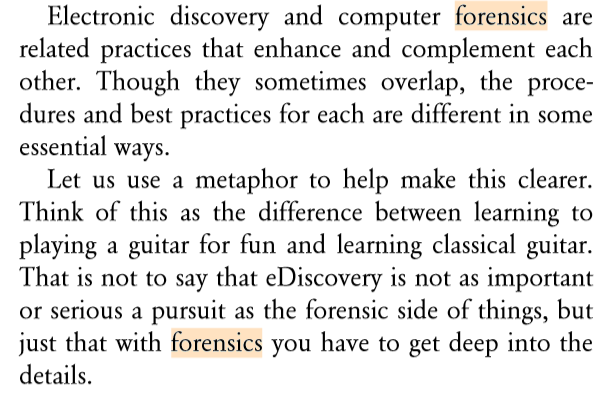 Electronic discovery and computer forensics are
related practices that enhance and complement each
other. Though they sometimes overlap, the proce-
dures and best practices for each are different in some
essential ways.
Let us use a metaphor to help make this clearer.
Think of this as the difference between learning to
playing a guitar for fun and learning classical guitar.
That is not to say that eDiscovery is not as important
or serious a pursuit as the forensic side of things, but
just that with forensics you have to get deep into the
details.